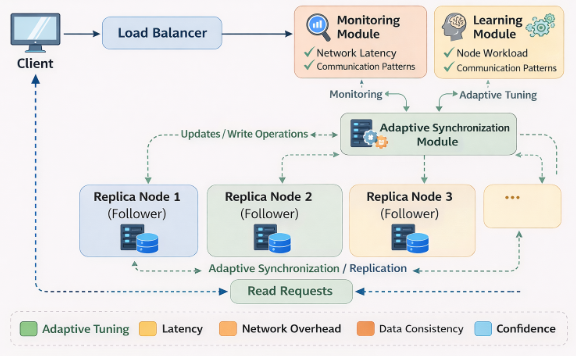 Client
Load Balancer
Monitoring
Module
✓ Network Latency
✓ Communication Patterns
Learning
Module
✓ Node Workload
✓ Communication Patterns
Monitoring
Adaptive Tuning
Adaptive Synchronization
Module
Updates / Write Operations
Replica Node 1
(Follower)
Replica Node 2
(Follower)
Replica Node 3
(Follower)
...
Adaptive Synchronization / Replication
Read Requests
Adaptive Tuning
Latency
Network Overhead
Data Consistency
Confidence